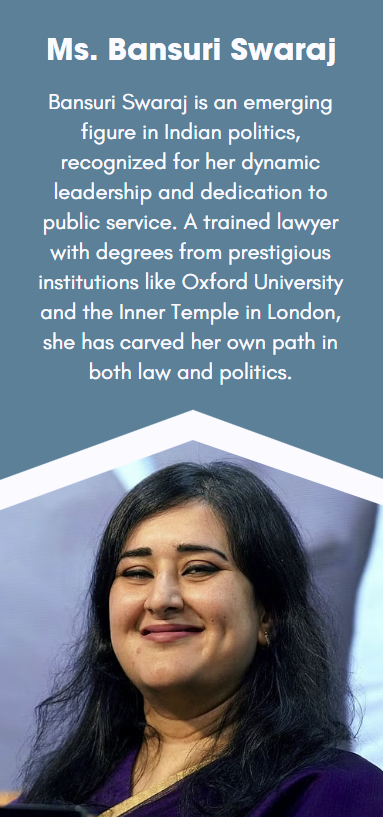 Ms. Bansuri Swaraj
Bansuri Swaraj is an emerging
figure in Indian politics,
recognized for her dynamic
leadership and dedication to
public service. A trained lawyer
with degrees from prestigious
institutions like Oxford University
and the Inner Temple in London,
she has carved her own path in
both law and politics.